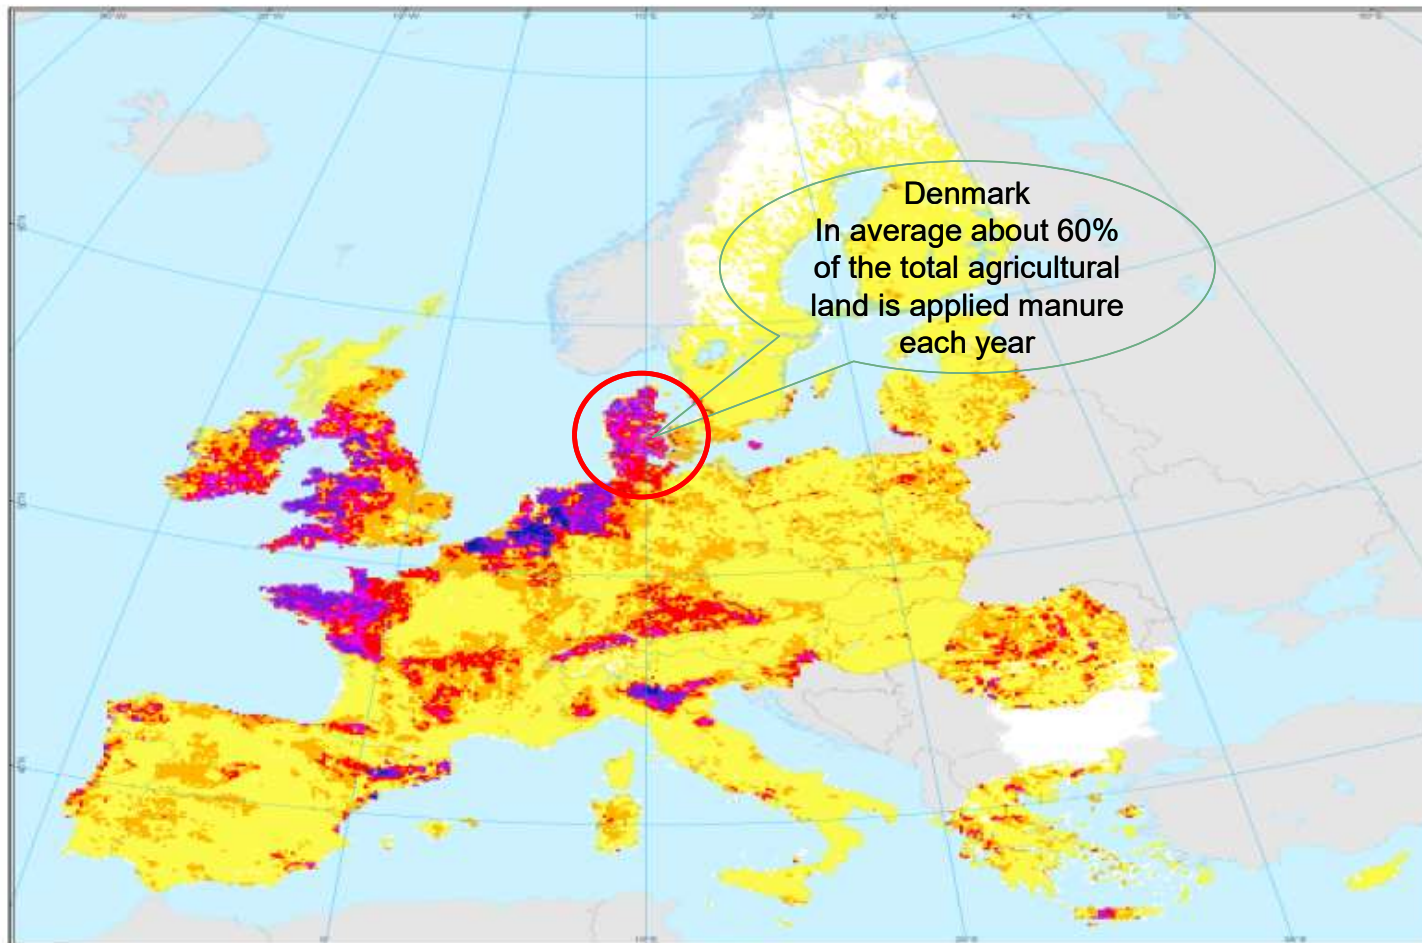 Denmark
In average about 60%
of the total agricultural
land is applied manure
each year